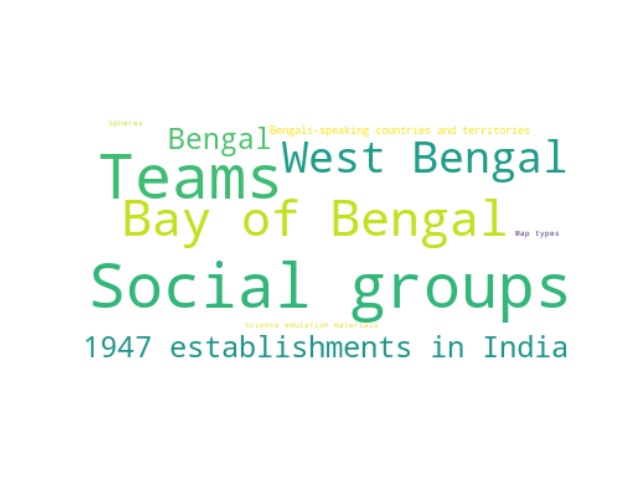 Spheres
Bengali-speaking countries and territories
Bengal
West Bengal
Teams
Bay of Bengal
Map types
Social groups
Science education materials
1947 establishments in India